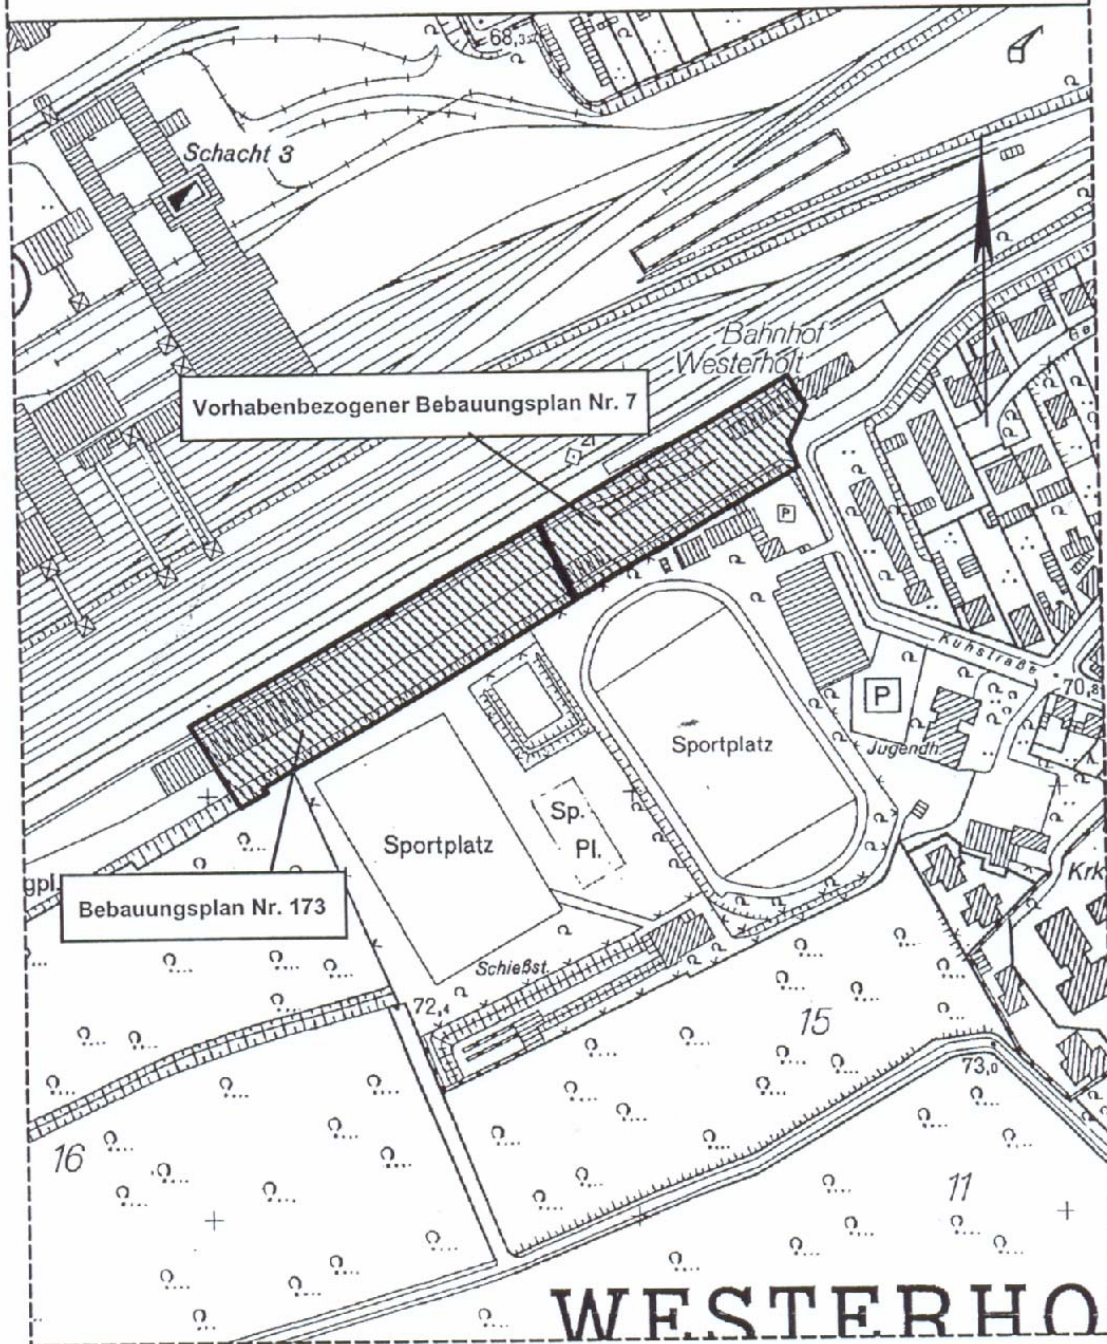 68,3
Schacht 3
Bahnhof
Westerholt
Vorhabenbezogener Bebauungsplan Nr. 7
21
P
Kuhstraße
70,8
P
Jugendh.
Sportplatz
Sp.
Pl.
Sportplatz
gpl.
Krk
Bebauungsplan Nr. 173
Schießst.
72,4
15
73,0
16
11
WESTERHO